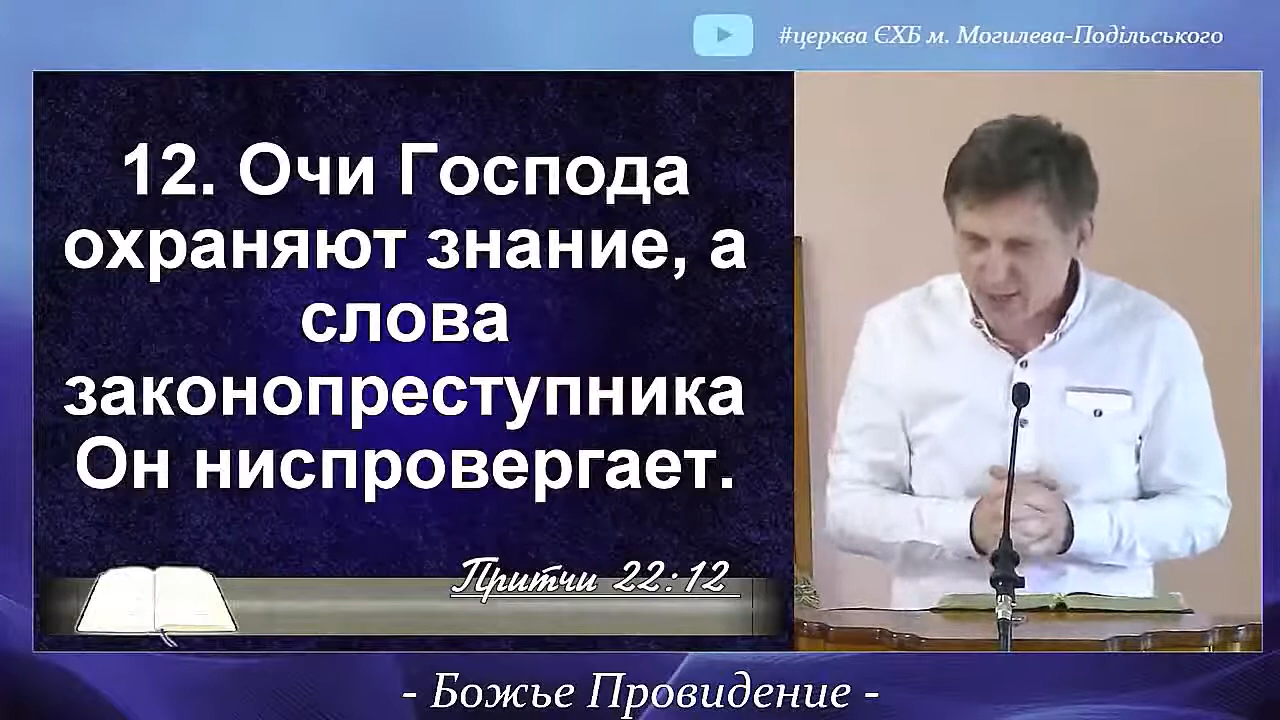 #церква ЄХБ м. Могилева-Подільського
12. Очи Господа
охраняют знание, а
слова
законопреступника
Он ниспровергает.
Притчи 22:12
- Божье Провидение -